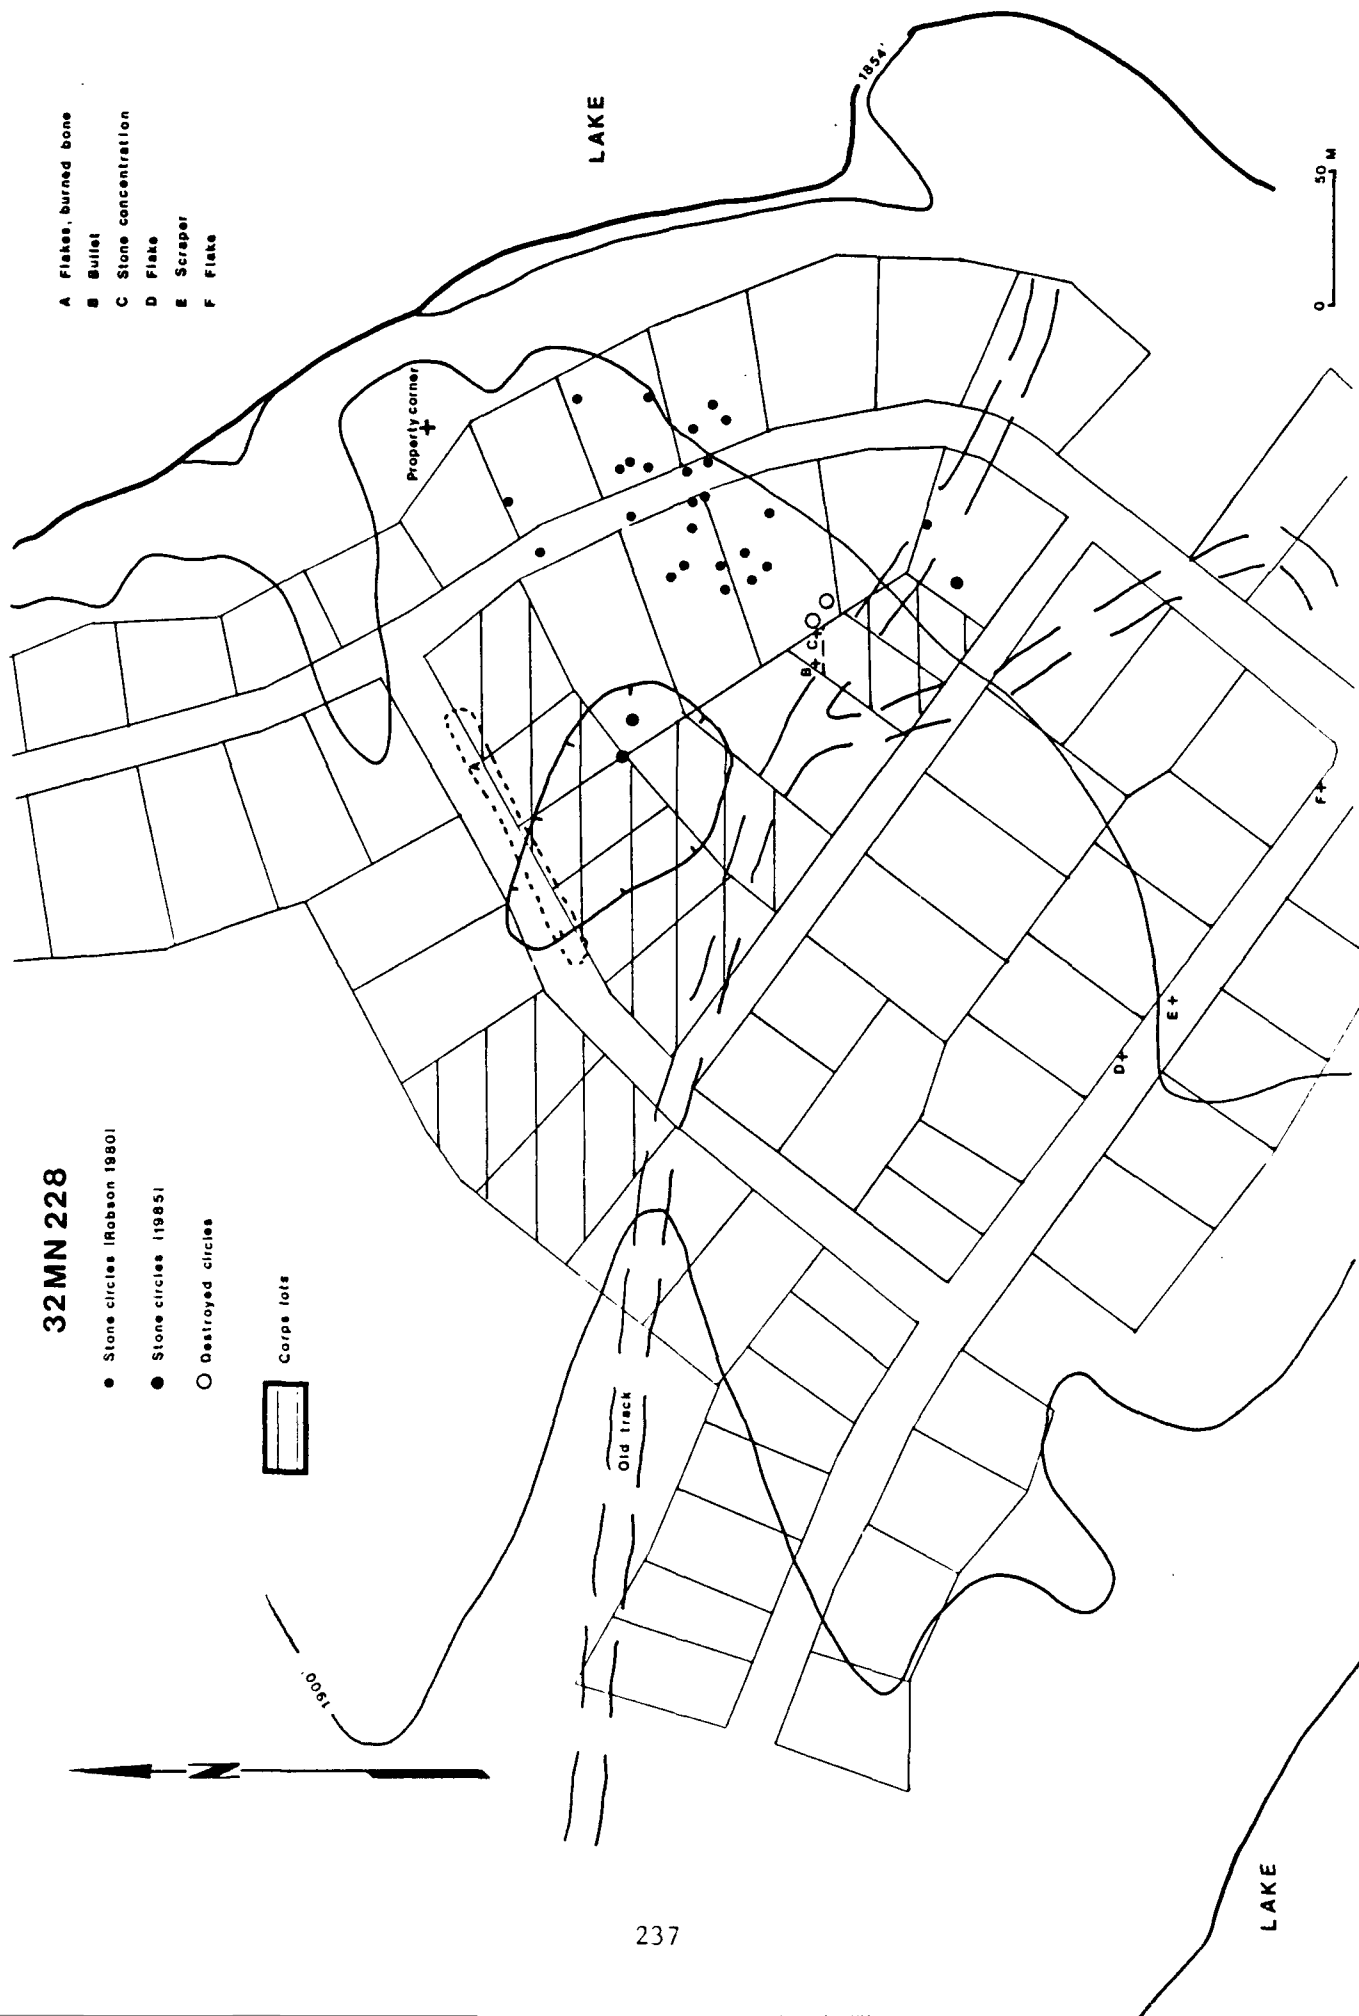 32MN228
Stone circles (Robson 1980)
Stone circles (1985)
Destroyed circles
Corps lots
A Flakes, burned bone
B Bullet
C Stone concentration
D Flake
E Scraper
F Flake
LAKE
1854'
Property corner
1900'
N
Old track
A
B
C
D
E
F
0 50 M
LAKE
237